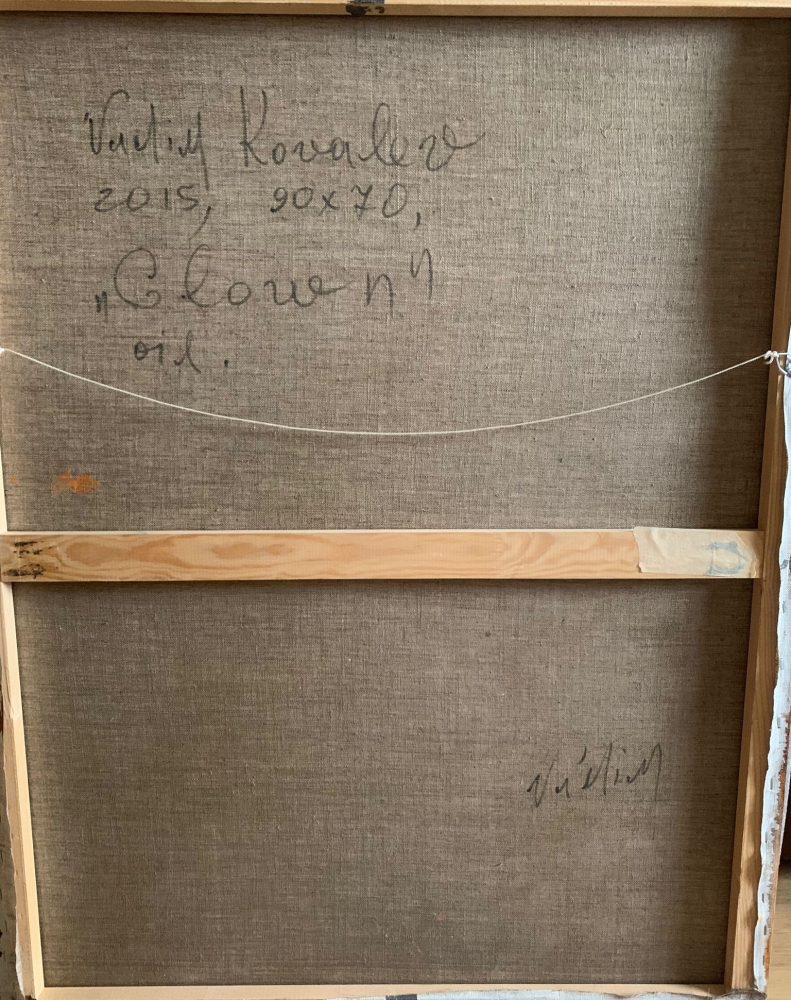 Vadim Kovalev
2015, 90x70,
„Clown"
oil.
Vadim